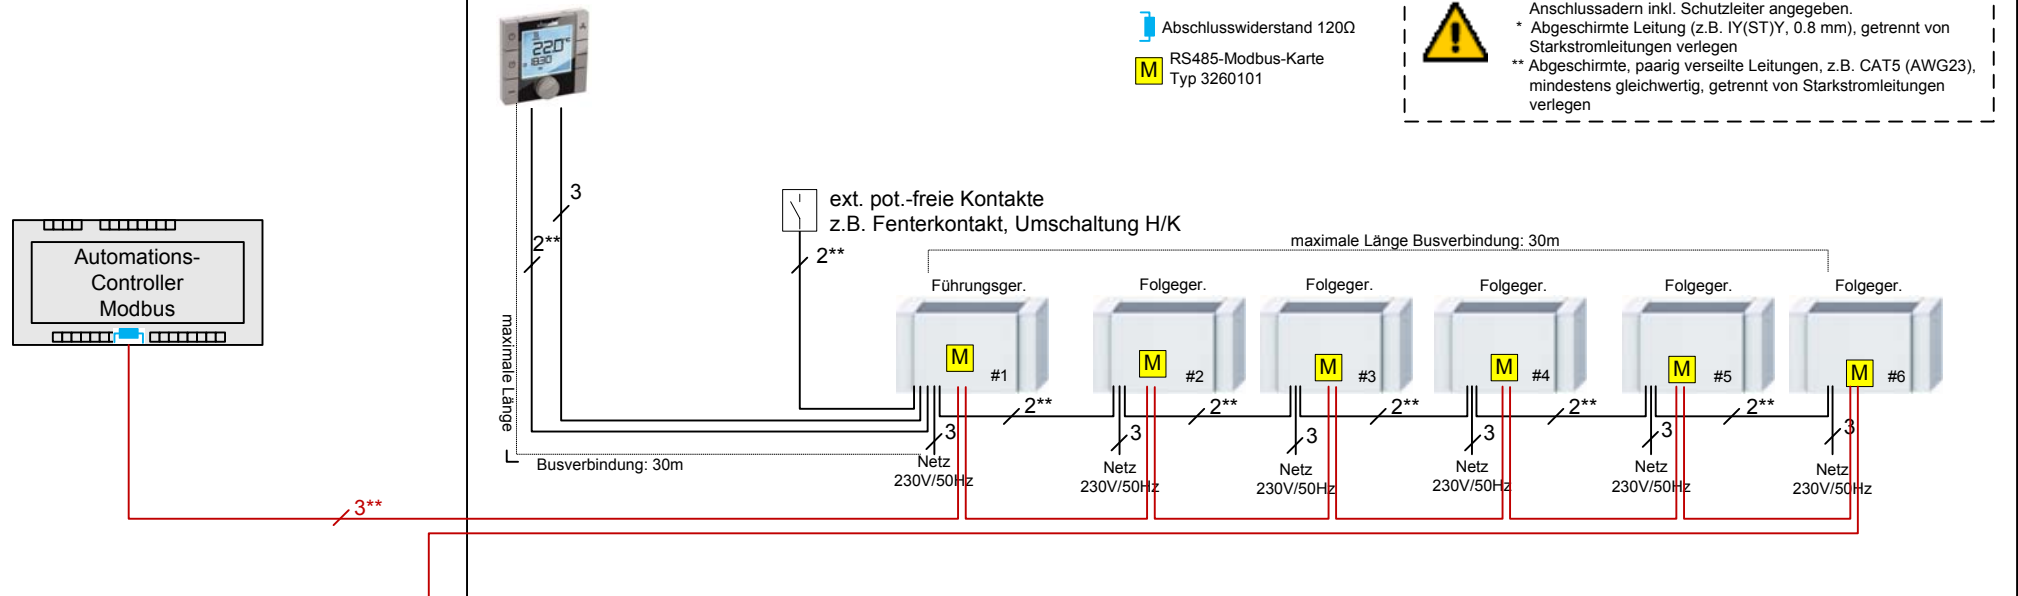 Anschlussadern inkl. Schutzleiter angegeben.
* Abgeschirmte Leitung (z.B. IY(ST)Y, 0.8 mm), getrennt von
Starkstromleitungen verlegen
** Abgeschirmte, paarig verseilte Leitungen, z.B. CAT5 (AWG23),
mindestens gleichwertig, getrennt von Starkstromleitungen
verlegen
Abschlusswiderstand 120Ω
M
RS485-Modbus-Karte
Typ 3260101
22.0°C
18:30
3
2**
ext. pot.-freie Kontakte
z.B. Fenterkontakt, Umschaltung H/K
2**
maximale Länge Busverbindung: 30m
Automations-
Controller
Modbus
Führungsger.
Folgeger.
Folgeger.
Folgeger.
Folgeger.
Folgeger.
M #1
M #2
M #3
M #4
M #5
M #6
maximale Länge
Busverbindung: 30m
2**
2**
2**
2**
2**
3
3
3
3
3
3
Netz
230V/50Hz
Netz
230V/50Hz
Netz
230V/50Hz
Netz
230V/50Hz
Netz
230V/50Hz
Netz
230V/50Hz
3**